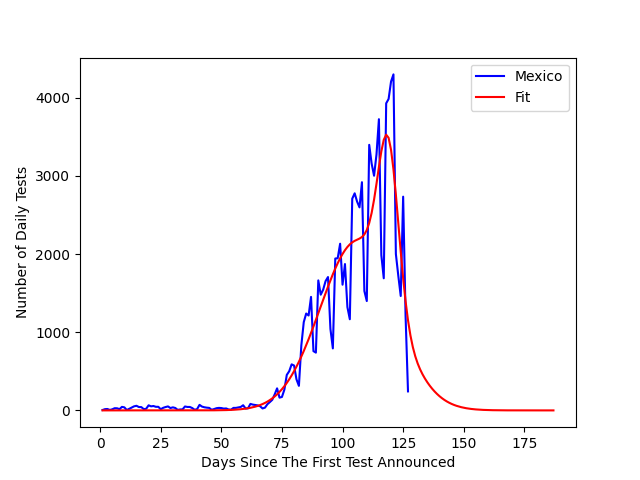 Mexico
Fit
Number of Daily Tests
4000
3000
2000
1000
0
0 25 50 75 100 125 150 175
Days Since The First Test Announced